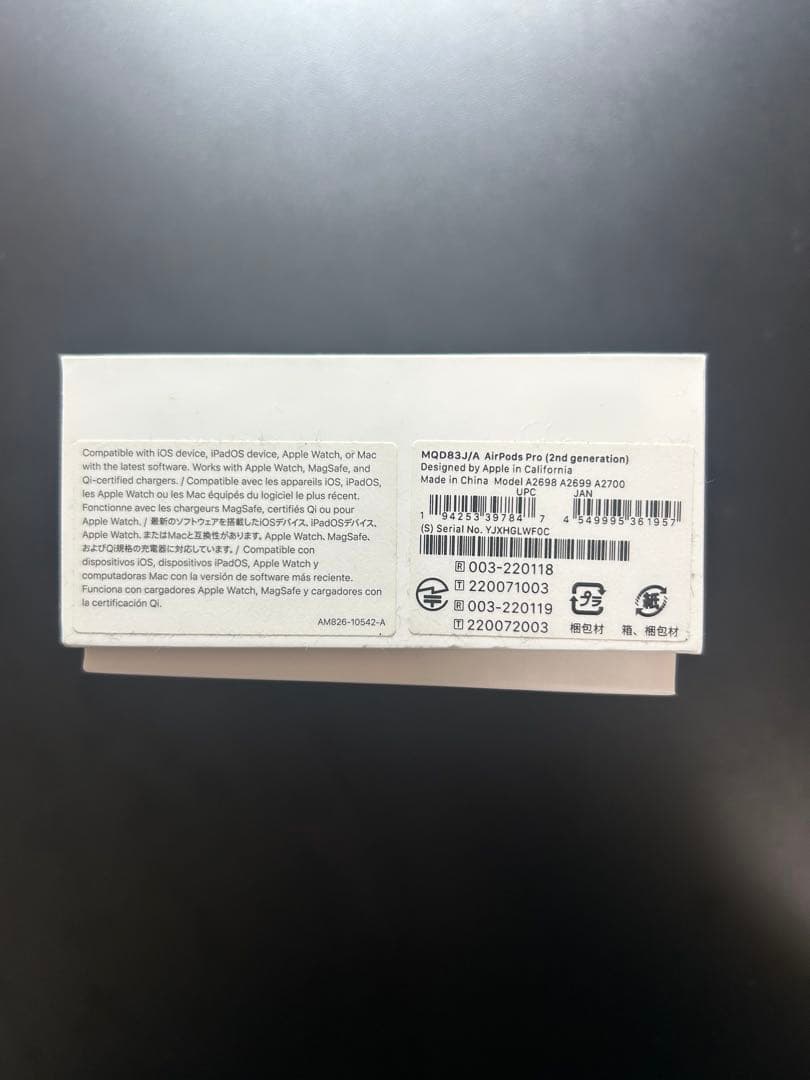 Compatible with iOS device, iPadOS device, Apple Watch, or Mac
with the latest software. Works with Apple Watch, MagSafe, and
Qi-certified chargers. / Compatible avec les appareils iOS, iPadOS,
les Apple Watch ou les Mac équipés du logiciel le plus récent.
Fonctionne avec les chargeurs MagSafe, certifiés Qi ou pour
Apple Watch. / 最新のソフトウェアを搭載したiOSデバイス、iPadOSデバイス、
Apple Watch、またはMacと互換性があります。Apple Watch、MagSafe、
およびQi規格の充電器に対応しています。/ Compatible con
dispositivos iOS, dispositivos iPadOS, Apple Watch y
computadoras Mac con la versión de software más reciente.
Funciona con cargadores Apple Watch, MagSafe y cargadores con
la certificación Qi.
AM826-10542-A
MQD83J/A AirPods Pro (2nd generation)
Designed by Apple in California
Made in China Model A2698 A2699 A2700
UPC JAN
1 94253 39784 7 4 549995 361957
(S) Serial No. YJXHGLWF0C
R 003-220118
T 220071003
R 003-220119
T 220072003
プラ
紙
梱包材
箱、梱包材